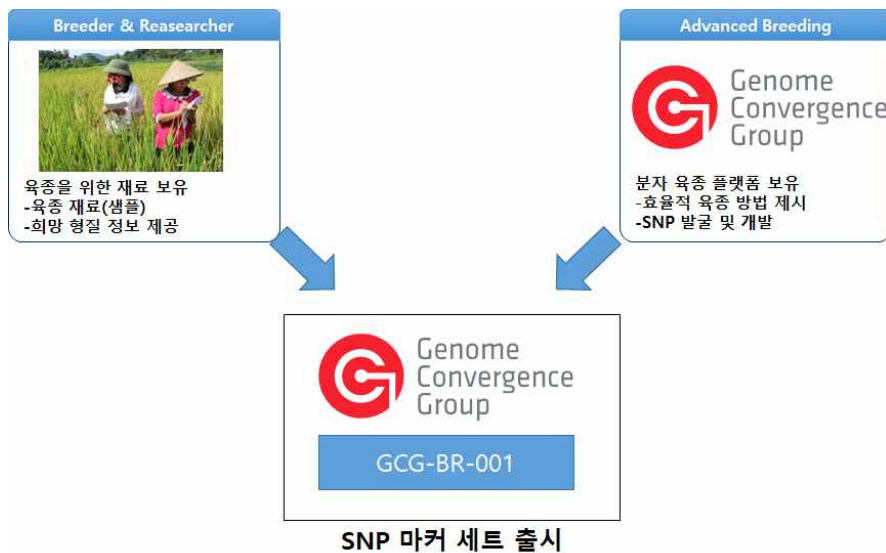 Breeder & Reasearcher
육종을 위한 재료 보유
-육종 재료(샘플)
-희망 형질 정보 제공
Advanced Breeding
Genome
Convergence
Group
분자 육종 플랫폼 보유
-효율적 육종 방법 제시
-SNP 발굴 및 개발
Genome
Convergence
Group
GCG-BR-001
SNP 마커 세트 출시